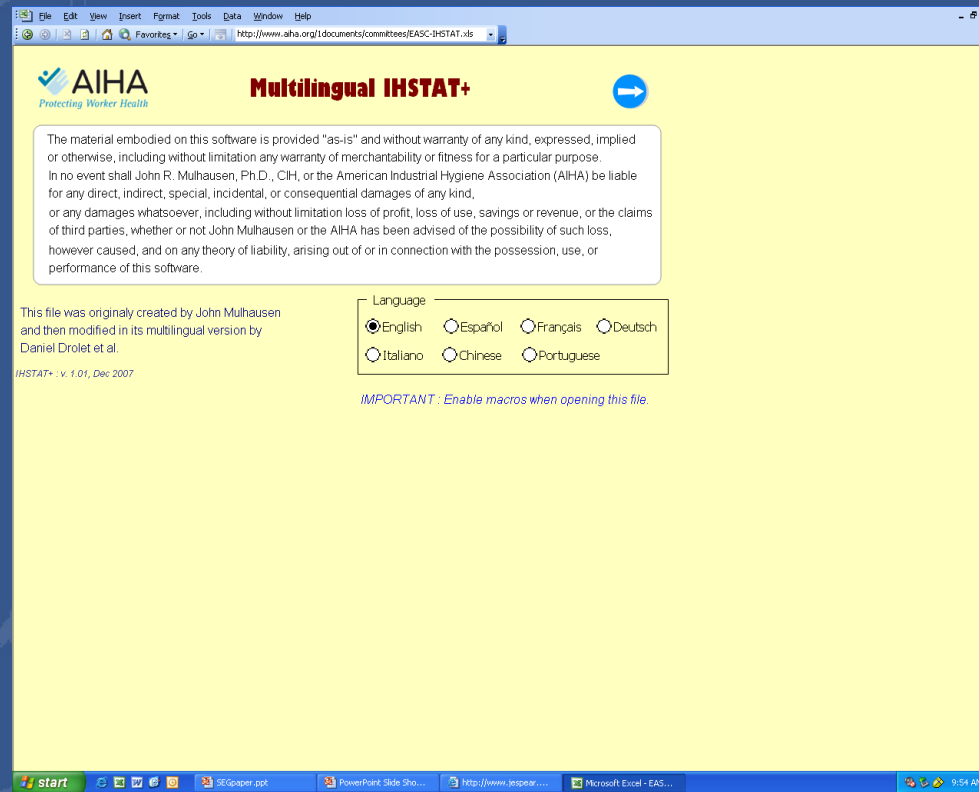 File Edit View Insert Format Tools Data Window Help
Favorites Go http://www.aiha.org/1documents/committees/EASC-IHSTAT.xls
AIHA
Protecting Worker Health
Multilingual IHSTAT+
The material embodied on this software is provided "as-is" and without warranty of any kind, expressed, implied
or otherwise, including without limitation any warranty of merchantability or fitness for a particular purpose.
In no event shall John R. Mulhausen, Ph.D., CIH, or the American Industrial Hygiene Association (AIHA) be liable
for any direct, indirect, special, incidental, or consequential damages of any kind,
or any damages whatsoever, including without limitation loss of profit, loss of use, savings or revenue, or the claims
of third parties, whether or not John Mulhausen or the AIHA has been advised of the possibility of such loss,
however caused, and on any theory of liability, arising out of or in connection with the possession, use, or
performance of this software.
This file was originaly created by John Mulhausen
and then modified in its multilingual version by
Daniel Drolet et al.
IHSTAT+ : v. 1.01, Dec 2007
Language
English Español Français Deutsch
Italiano Chinese Portuguese
IMPORTANT : Enable macros when opening this file.
start SEGpaper.ppt PowerPoint Slide Sho... http://www.jespear.... Microsoft Excel - EAS... 9:54 AM